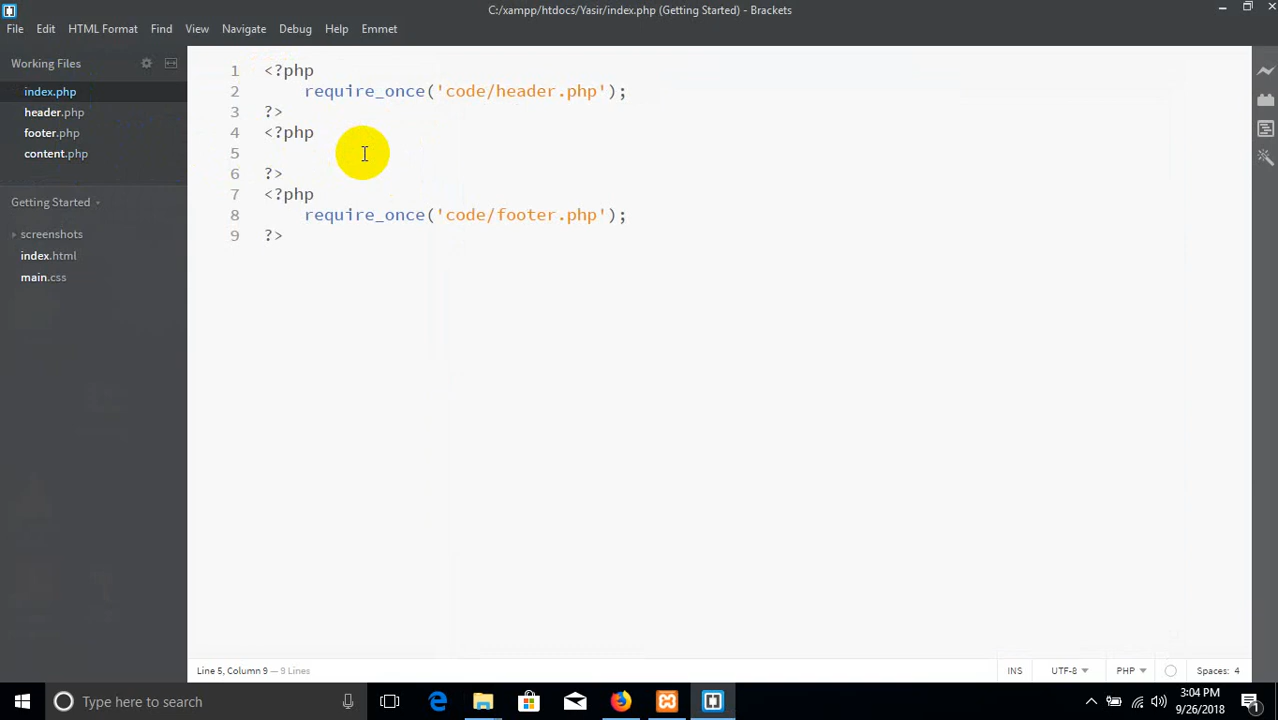 C:/xampp/htdocs/Yasir/index.php (Getting Started) - Brackets
File Edit HTML Format Find View Navigate Debug Help Emmet
Working Files
index.php
header.php
footer.php
content.php
Getting Started
screenshots
index.html
main.css
1 <?php
2 require_once('code/header.php');
3 ?>
4 <?php
5
6 ?>
7 <?php
8 require_once('code/footer.php');
9 ?>
Line 5, Column 9 — 9 Lines
INS UTF-8 PHP Spaces: 4
Type here to search
3:04 PM
9/26/2018
1